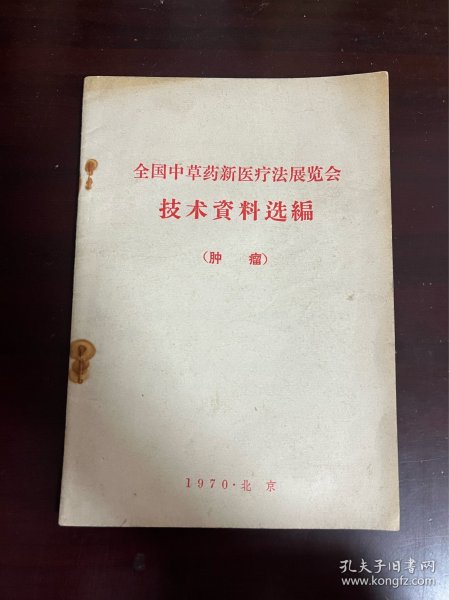 全国中草药新医疗法展览会
技术資料选編
（肿 瘤）
1970·北京
孔夫子旧书网
www.kongfz.com